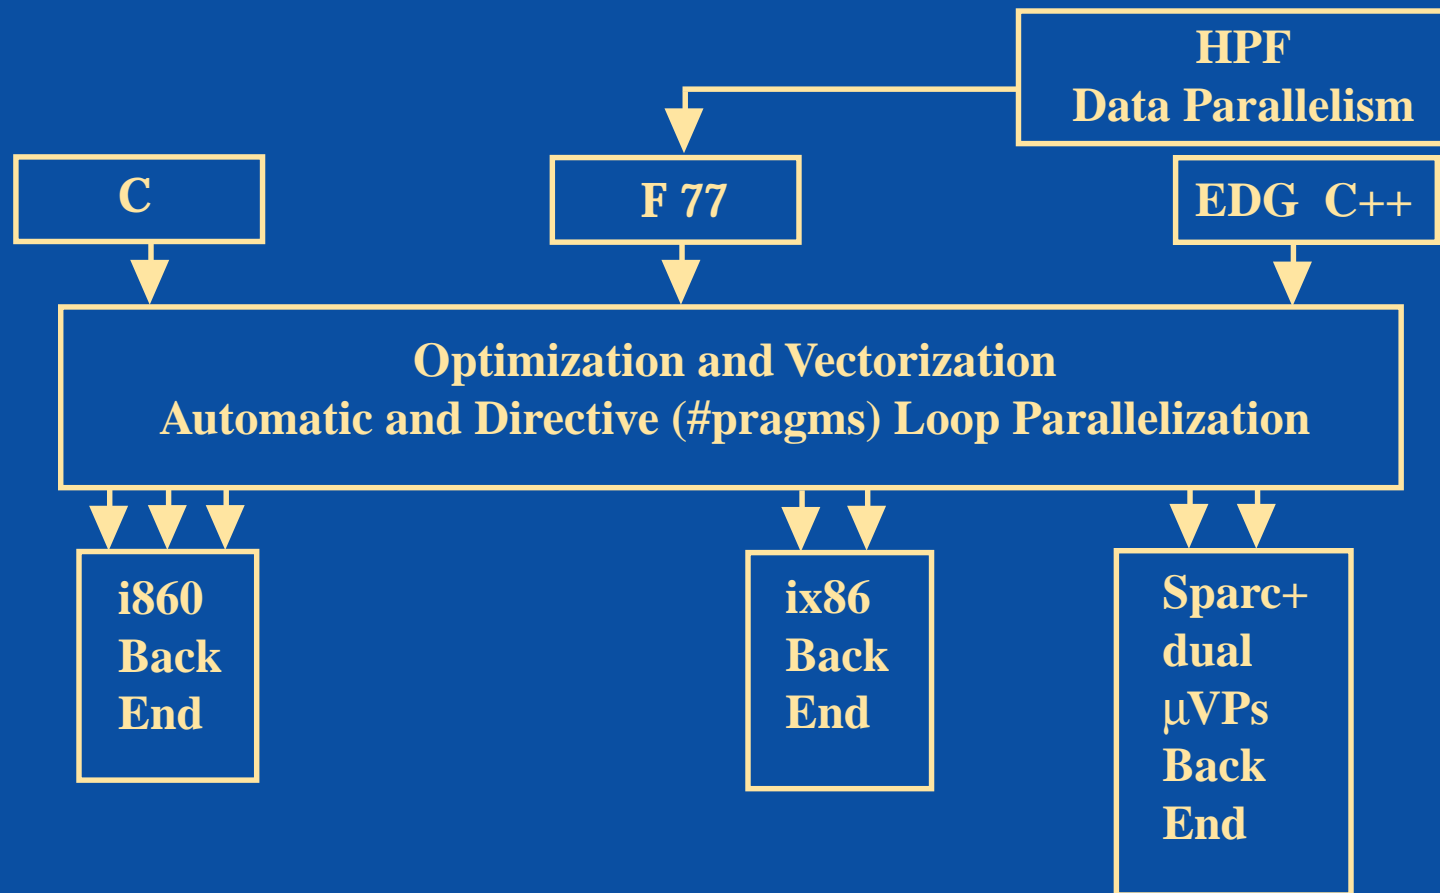 HPF
Data Parallelism
C
F 77
EDG C++
Optimization and Vectorization
Automatic and Directive (#pragms) Loop Parallelization
i860
Back
End
ix86
Back
End
Sparc+
dual
μVPs
Back
End